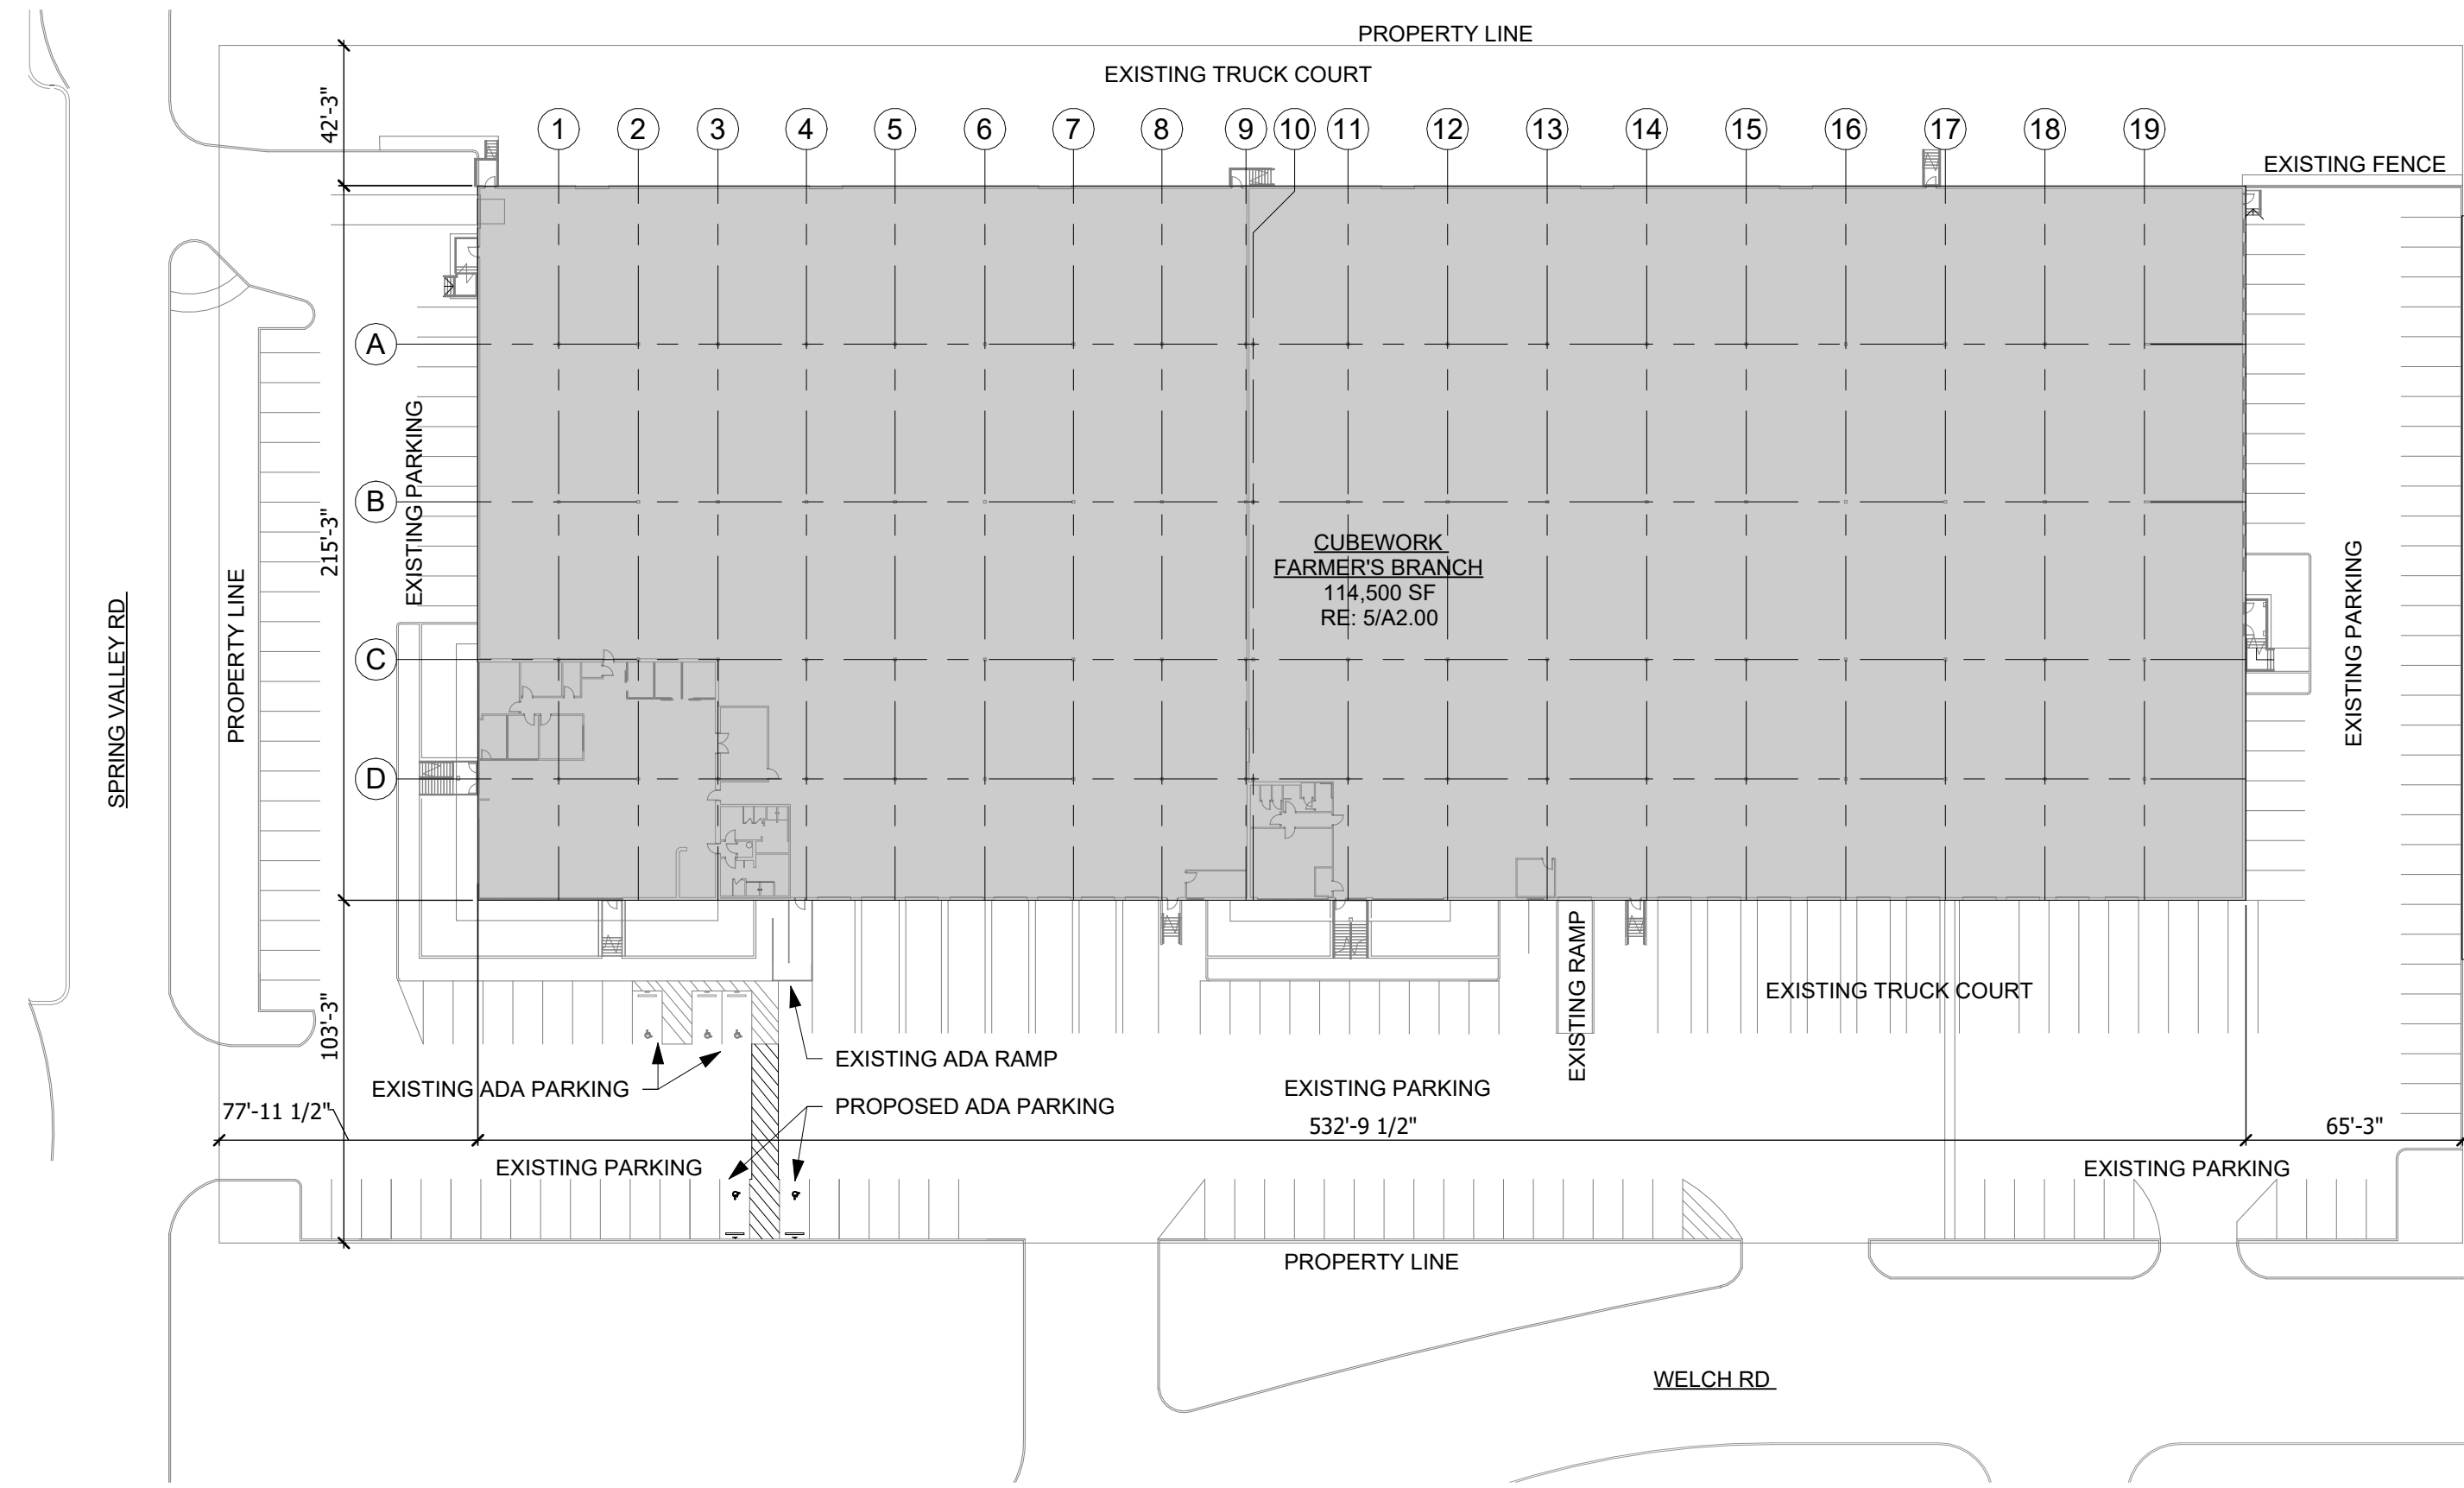 PROPERTY LINE
EXISTING TRUCK COURT
42'-3"
1 2 3 4 5 6 7 8 9 10 11 12 13 14 15 16 17 18 19
EXISTING FENCE
A
B
C
D
215'-3"
EXISTING PARKING
PROPERTY LINE
SPRING VALLEY RD
CUBEWORK
FARMER'S BRANCH
114,500 SF
RE: 5/A2.00
EXISTING PARKING
103'-3"
EXISTING RAMP
EXISTING TRUCK COURT
EXISTING ADA RAMP
EXISTING ADA PARKING
EXISTING PARKING
PROPOSED ADA PARKING
77'-11 1/2"
532'-9 1/2"
65'-3"
EXISTING PARKING
EXISTING PARKING
PROPERTY LINE
WELCH RD